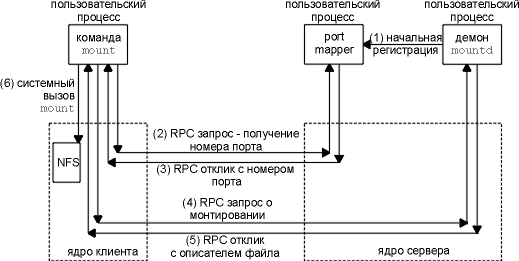 пользовательский
процесс
пользовательский
процесс
пользовательский
процесс
команда
mount
port
mapper
(1) начальная
регистрация
демон
mountd
(6) системный
вызов
mount
(2) RPC запрос - получение
номера порта
NFS
(3) RPC отклик с номером
порта
(4) RPC запрос о
монтировании
(5) RPC отклик
с описателем файла
ядро клиента
ядро сервера